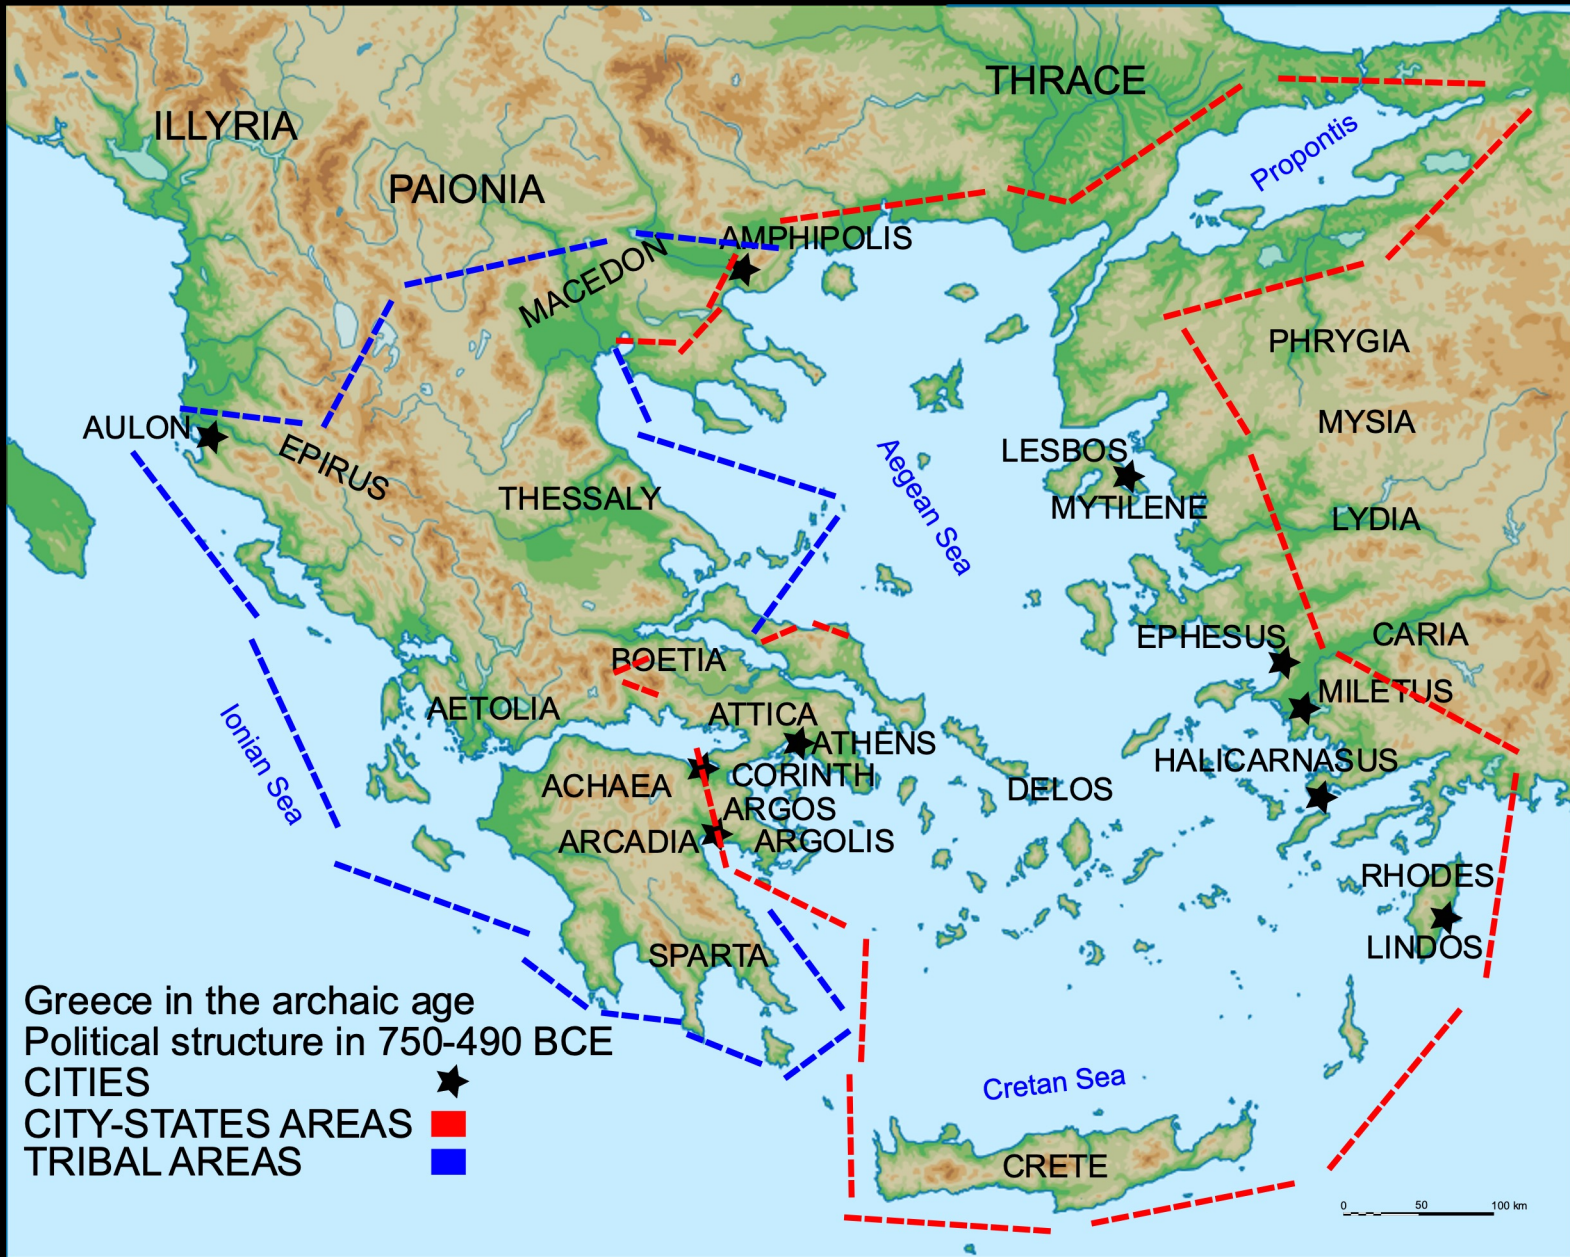 THRACE
ILLYRIA
Propontis
PAIONIA
AMPHIPOLIS
MACEDON
PHRYGIA
MYSIA
AULON
EPIRUS
LESBOS
THESSALY
Aegean Sea
MYTILENE
LYDIA
EPHESUS
CARIA
BOETIA
MILETUS
AETOLIA
ATTICA
ATHENS
Ionian Sea
HALICARNASUS
CORINTH
ACHAEA
DELOS
ARGOS
ARCADIA
ARGOLIS
RHODES
LINDOS
SPARTA
Greece in the archaic age
Political structure in 750-490 BCE
CITIES
CITY-STATES AREAS
TRIBAL AREAS
Cretan Sea
CRETE
0 50 100 km